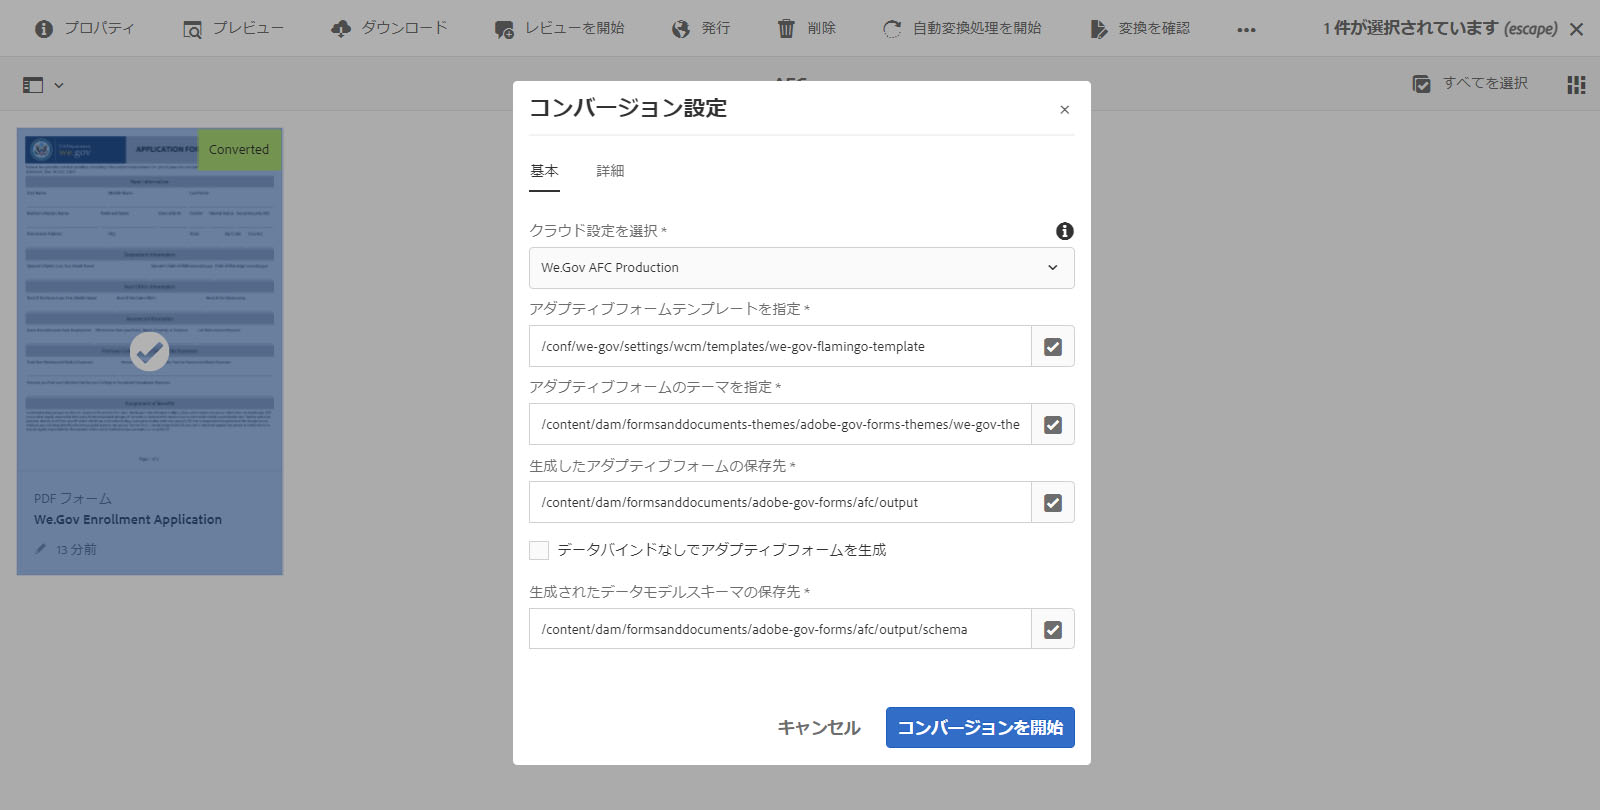 プロパティ
プレビュー
ダウンロード
レビューを開始
発行
削除
自動変換処理を開始
変換を確認
1 件が選択されています (escape)
すべてを選択
Converted
we.gov
PDF フォーム
We.Gov Enrollment Application
13 分前
コンバージョン設定
基本
詳細
クラウド設定を選択 *
We.Gov AFC Production
アダプティブフォームテンプレートを指定 *
/conf/we-gov/settings/wcm/templates/we-gov-flamingo-template
アダプティブフォームのテーマを指定 *
/content/dam/formsanddocuments-themes/adobe-gov-forms-themes/we-gov-the
生成したアダプティブフォームの保存先 *
/content/dam/formsanddocuments/adobe-gov-forms/afc/output
データバインドなしでアダプティブフォームを生成
生成されたデータモデルスキーマの保存先 *
/content/dam/formsanddocuments/adobe-gov-forms/afc/output/schema
キャンセル
コンバージョンを開始